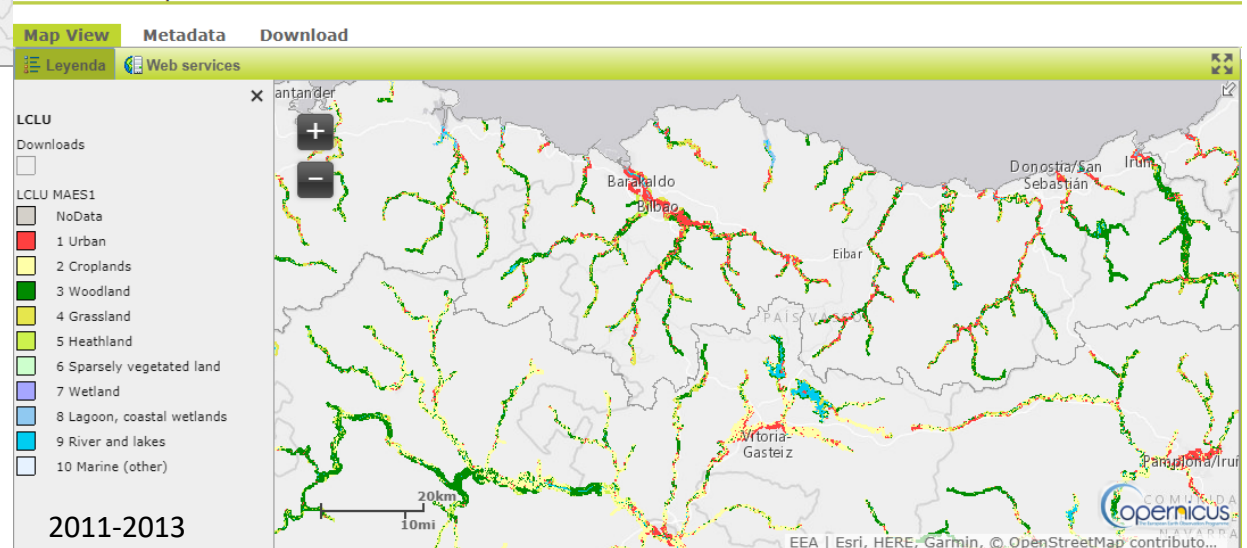 Map View Metadata Download
Leyenda Web services
LCLU
Downloads
LCLU MAES1
NoData
1 Urban
2 Croplands
3 Woodland
4 Grassland
5 Heathland
6 Sparsely vegetated land
7 Wetland
8 Lagoon, coastal wetlands
9 River and lakes
10 Marine (other)
2011-2013
antander
+
−
Barakaldo
Bilbao
Donostia/San
Sebastián
Irun
Eibar
PAÍS VASCO
Vitoria-
Gasteiz
Pamplona/Iruñ
20km
10mi
COMUNIDA
opernicus
NAVARRA
EEA | Esri, HERE, Garmin, © OpenStreetMap contributo...